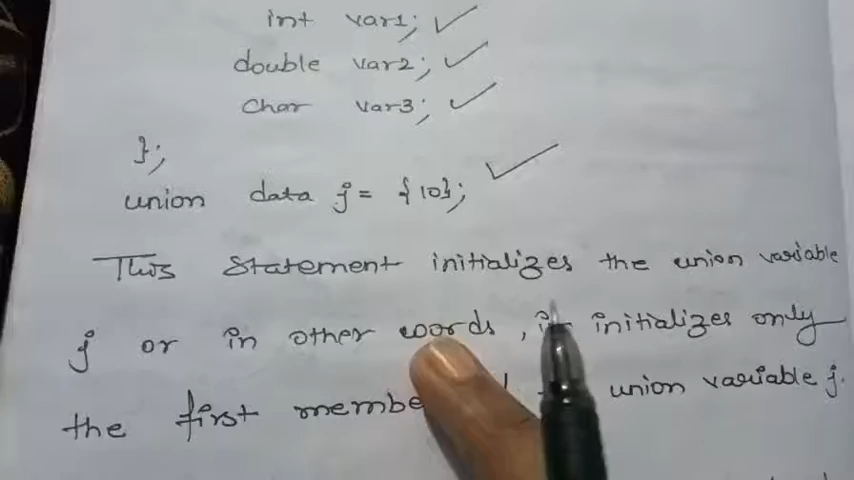 int var1;
double var2;
char var3;
};
union data j = {10};
This statement initializes the union variable
j or in other words, it initializes only
the first membe union variable j.